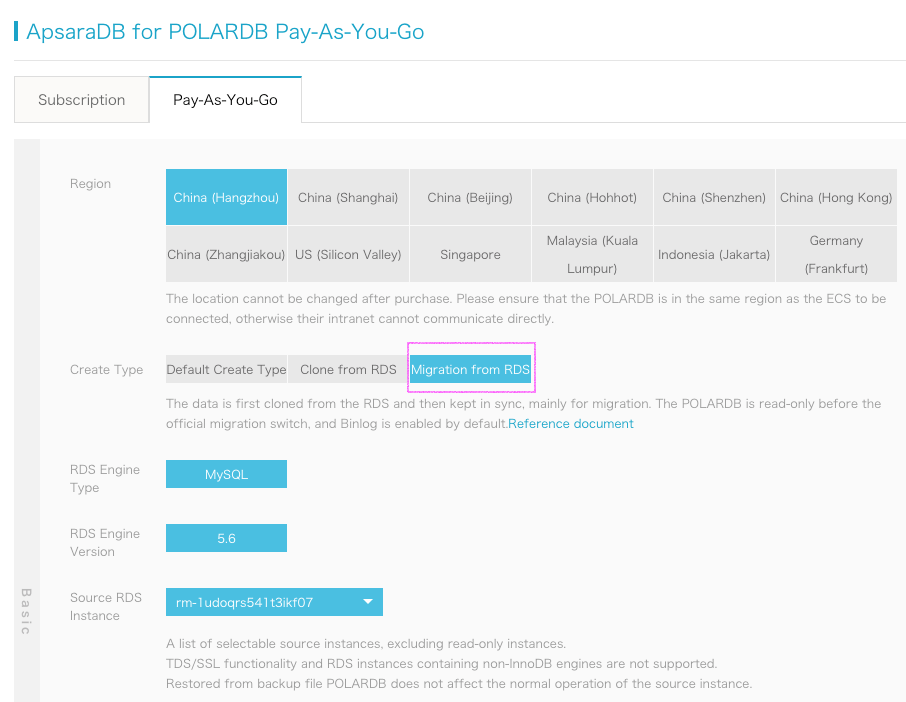 ApsaraDB for POLARDB Pay-As-You-Go
Subscription
Pay-As-You-Go
Region
China (Hangzhou)
China (Shanghai)
China (Beijing)
China (Hohhot)
China (Shenzhen)
China (Hong Kong)
China (Zhangjiakou)
US (Silicon Valley)
Singapore
Malaysia (Kuala
Lumpur)
Indonesia (Jakarta)
Germany
(Frankfurt)
The location cannot be changed after purchase. Please ensure that the POLARDB is in the same region as the ECS to be
connected, otherwise their intranet cannot communicate directly.
Create Type
Default Create Type
Clone from RDS
Migration from RDS
The data is first cloned from the RDS and then kept in sync, mainly for migration. The POLARDB is read-only before the
official migration switch, and Binlog is enabled by default.Reference document
RDS Engine
Type
MySQL
RDS Engine
Version
5.6
Basic
Source RDS
Instance
rm-1udoqrs541t3ikf07
A list of selectable source instances, excluding read-only instances.
TDS/SSL functionality and RDS instances containing non-InnoDB engines are not supported.
Restored from backup file POLARDB does not affect the normal operation of the source instance.